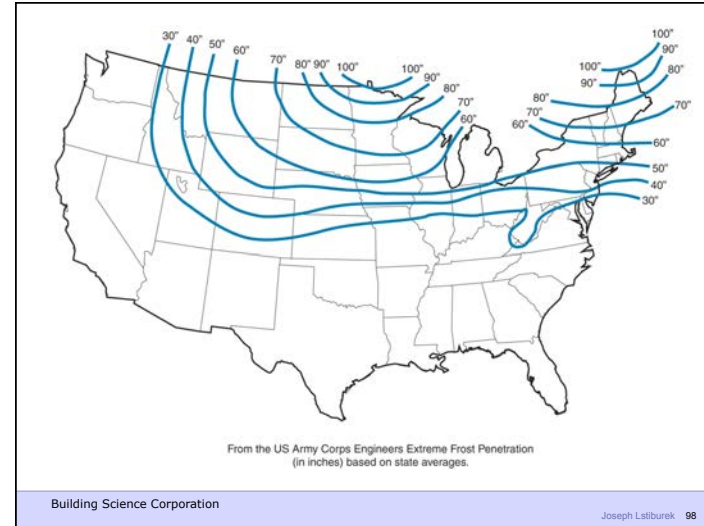 30" 40" 50" 60" 70" 80" 90" 100" 100" 90" 80" 70" 60"
100" 90" 80" 70" 60"
100" 90" 80" 70" 60" 50" 40" 30"
From the US Army Corps Engineers Extreme Frost Penetration
(in inches) based on state averages.
Building Science Corporation
Joseph Lstiburek 98